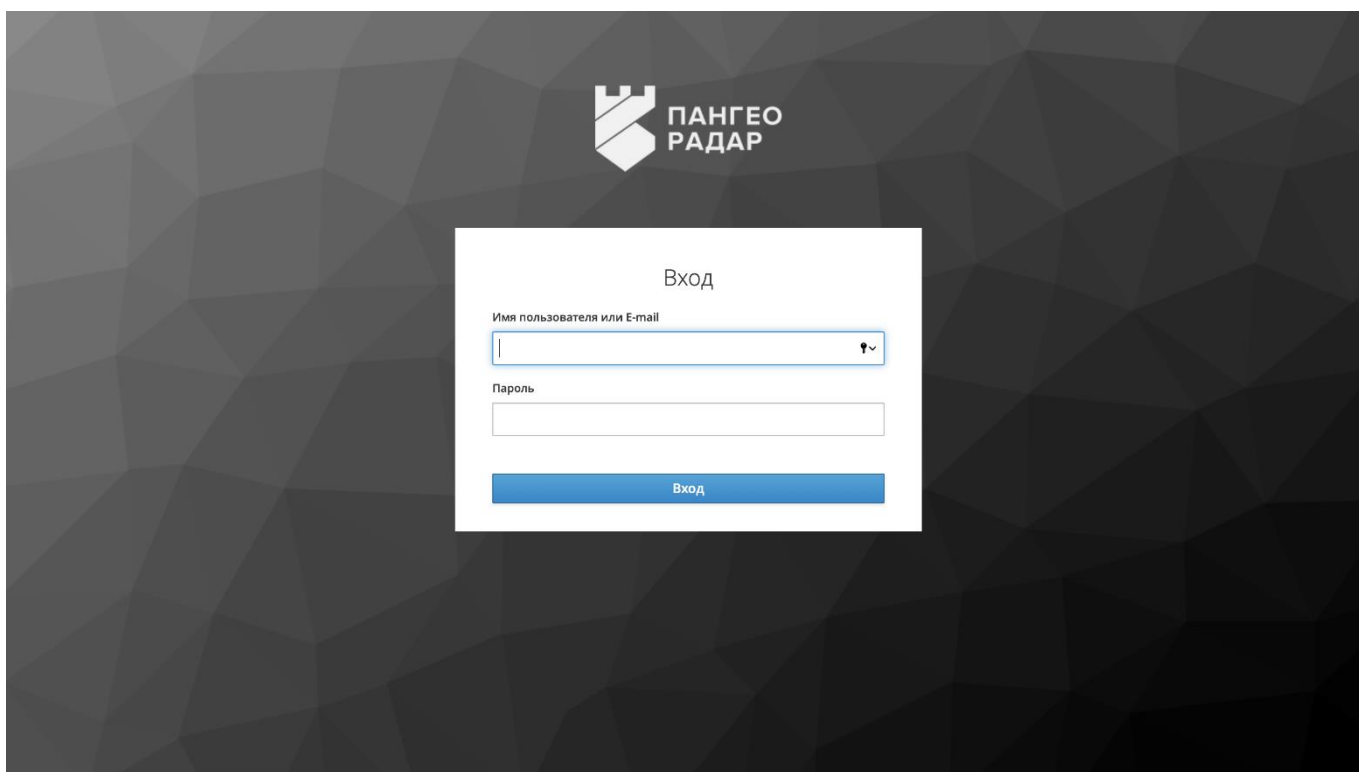 ПАНГЕО
РАДАР
Вход
Имя пользователя или E-mail
Пароль
Вход